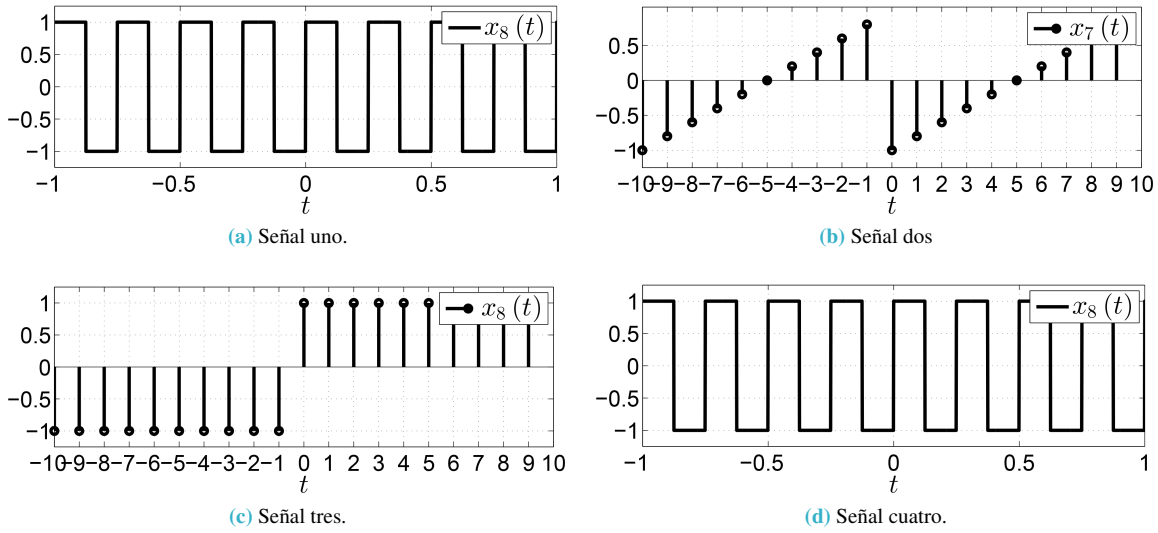 x₈ (t)
1
0.5
0
−0.5
−1
−1 −0.5 0 0.5 1
t
(a) Señal uno.
x₇ (t)
0.5
0
−0.5
−1
−10 −9 −8 −7 −6 −5 −4 −3 −2 −1 0 1 2 3 4 5 6 7 8 9 10
t
(b) Señal dos
x₈ (t)
1
0.5
0
−0.5
−1
−10 −9 −8 −7 −6 −5 −4 −3 −2 −1 0 1 2 3 4 5 6 7 8 9 10
t
(c) Señal tres.
x₈ (t)
1
0.5
0
−0.5
−1
−1 −0.5 0 0.5 1
t
(d) Señal cuatro.